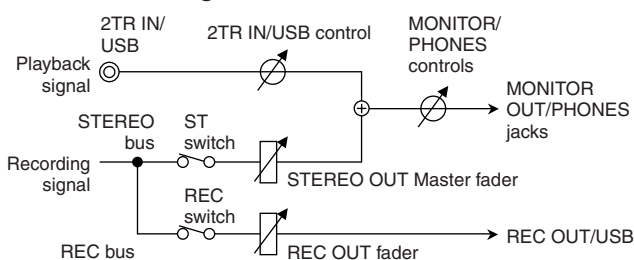 2TR IN/
USB
2TR IN/USB control
MONITOR/
PHONES
controls
Playback
signal
MONITOR
OUT/PHONES
jacks
STEREO
bus
ST
switch
Recording
signal
STEREO OUT Master fader
REC
switch
REC bus
REC OUT fader
REC OUT/USB